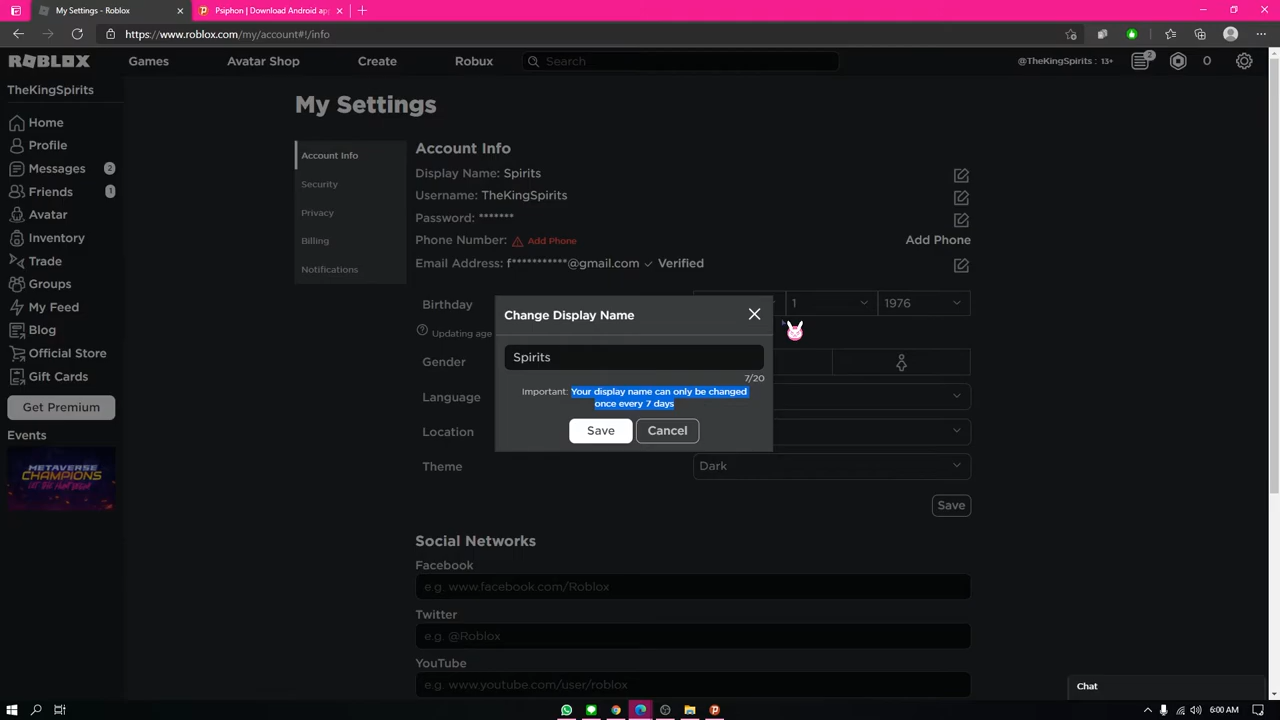 My Settings - Roblox
Psiphon | Download Android app
https://www.roblox.com/my/account#!/info
ROBLOX
Games
Avatar Shop
Create
Robux
Search
@TheKingSpirits: 13+
2
0
TheKingSpirits
Home
Profile
Messages
2
Friends
1
Avatar
Inventory
Trade
Groups
My Feed
Blog
Official Store
Gift Cards
Get Premium
Events
METAVERSE
CHAMPIONS
My Settings
Account Info
Security
Privacy
Billing
Notifications
Account Info
Display Name: Spirits
Username: TheKingSpirits
Password: *******
Phone Number: Add Phone
Add Phone
Email Address: f***********@gmail.com Verified
Birthday
1
1976
Updating age
Gender
Language
Location
Theme
Dark
Save
Change Display Name
Spirits
7/20
Important: Your display name can only be changed
once every 7 days
Save
Cancel
Social Networks
Facebook
e.g. www.facebook.com/Roblox
Twitter
e.g. @Roblox
YouTube
e.g. www.youtube.com/user/roblox
Chat
6:00 AM